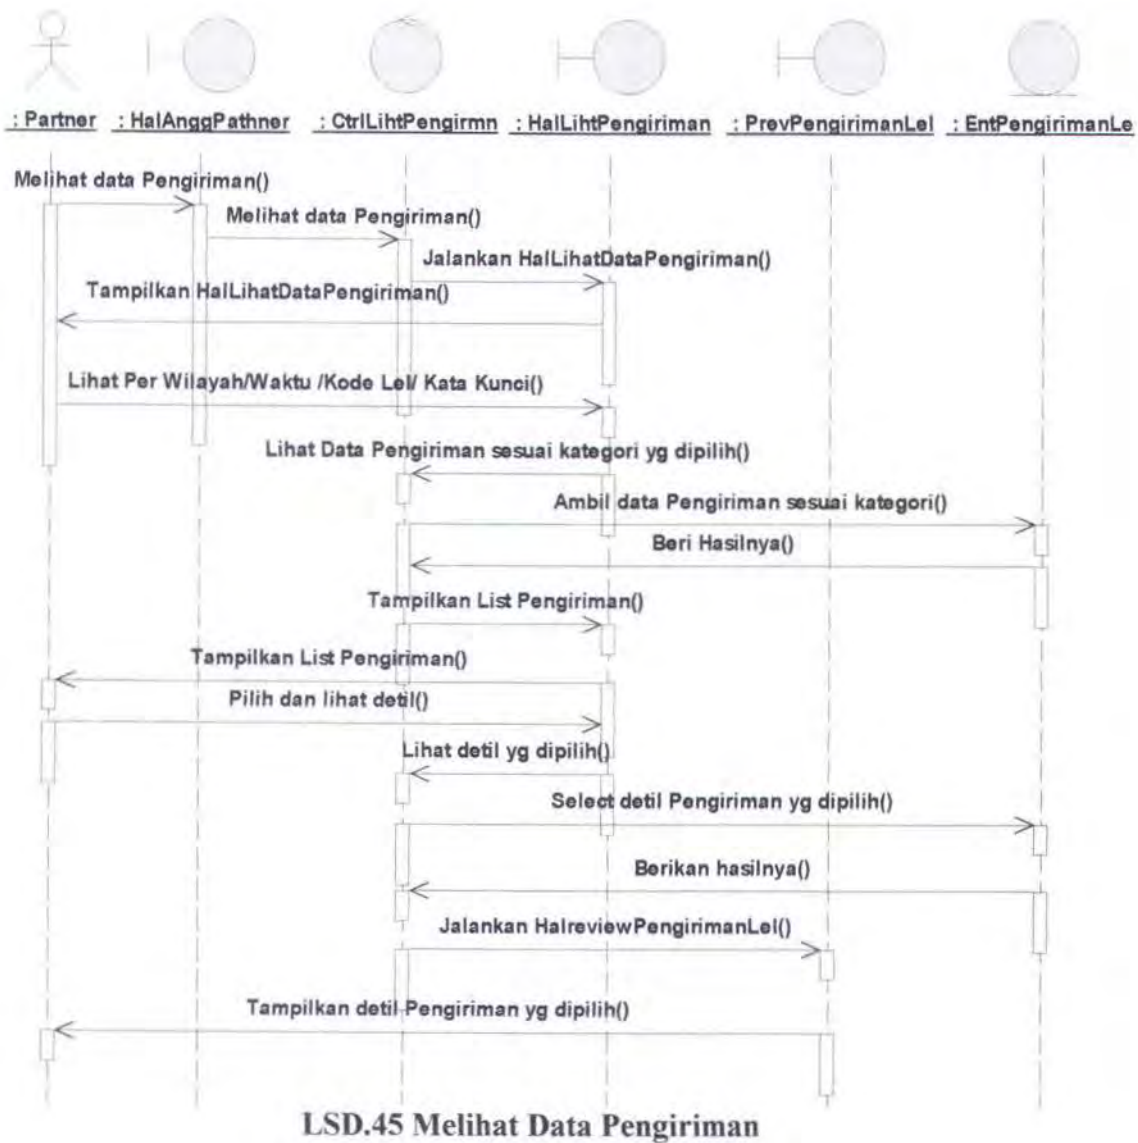 : Partner : HalAnggPathner : CtrlLihtPengirmn : HalLihtPengiriman : PrevPengirimanLel : EntPengirimanLe
Melihat data Pengiriman()
Melihat data Pengiriman()
Jalankan HalLihatDataPengiriman()
Tampilkan HalLihatDataPengiriman()
Lihat Per Wilayah/Waktu /Kode Lel/ Kata Kunci()
Lihat Data Pengiriman sesuai kategori yg dipilih()
Ambil data Pengiriman sesuai kategori()
Beri Hasilnya()
Tampilkan List Pengiriman()
Tampilkan List Pengiriman()
Pilih dan lihat detil()
Lihat detil yg dipilih()
Select detil Pengiriman yg dipilih()
Berikan hasilnya()
Jalankan HalreviewPengirimanLel()
Tampilkan detil Pengiriman yg dipilih()
LSD.45 Melihat Data Pengiriman